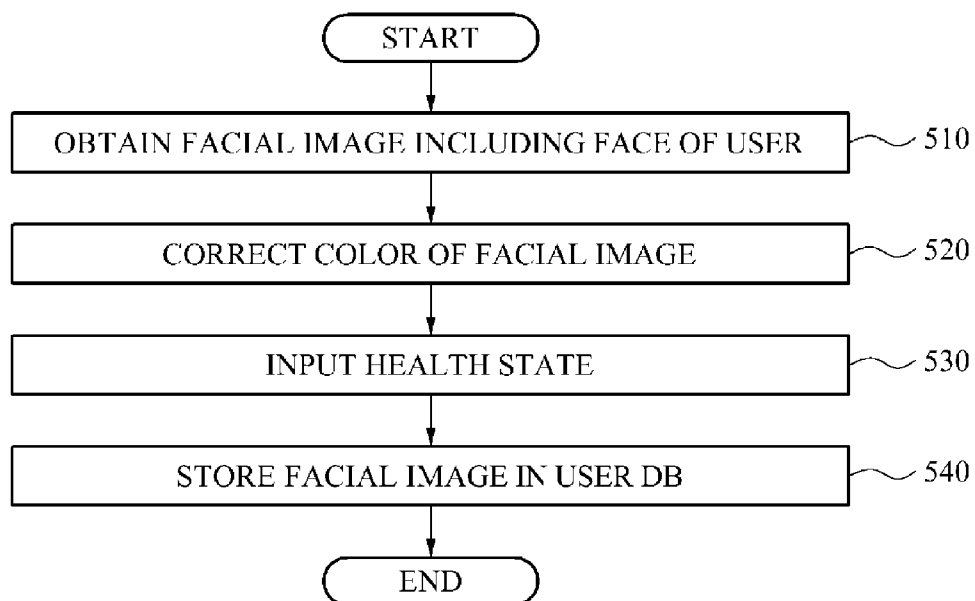 START
OBTAIN FACIAL IMAGE INCLUDING FACE OF USER
510
CORRECT COLOR OF FACIAL IMAGE
520
INPUT HEALTH STATE
530
STORE FACIAL IMAGE IN USER DB
540
END